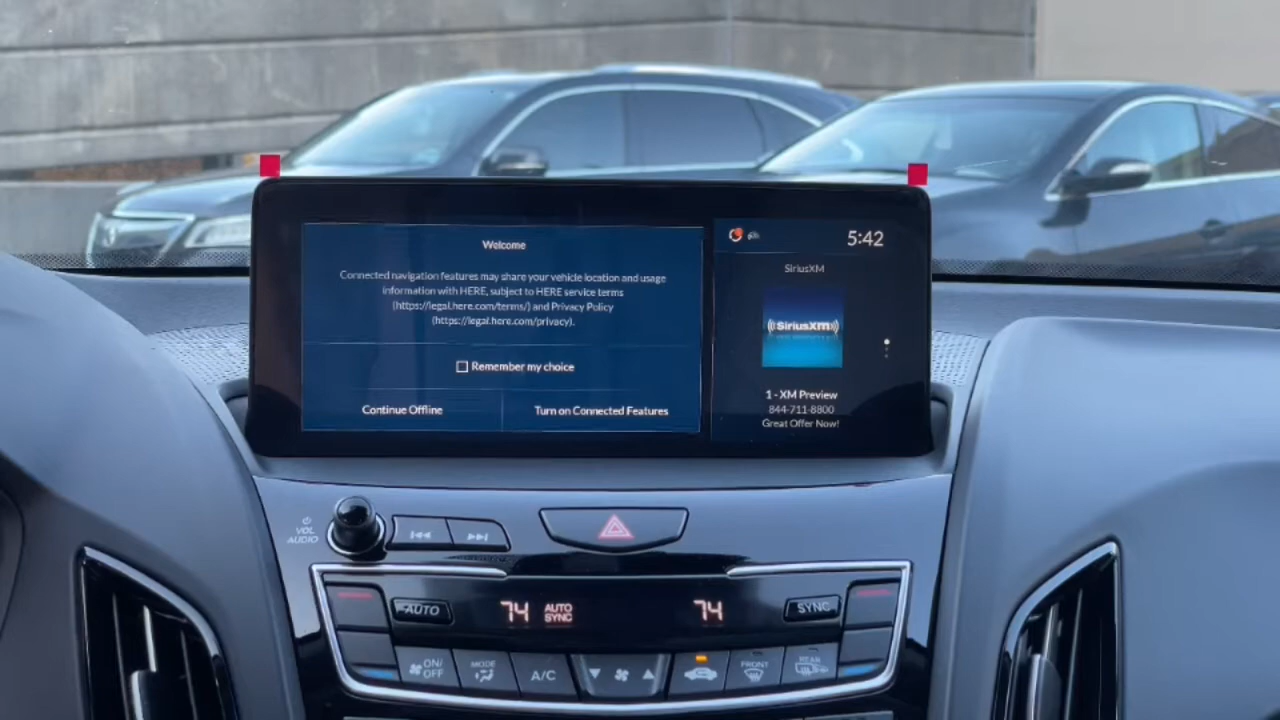 Welcome
Connected navigation features may share your vehicle location and usage
information with HERE, subject to HERE service terms
(https://legal.here.com/terms/) and Privacy Policy
(https://legal.here.com/privacy).
Remember my choice
Continue Offline
Turn on Connected Features
5:42
SiriusXM
((SiriusXM))
1 - XM Preview
844-711-8800
Great Offer Now!
VOL
AUDIO
AUTO
74
AUTO
SYNC
74
SYNC
ON/
OFF
MODE
A/C
FRONT
REAR